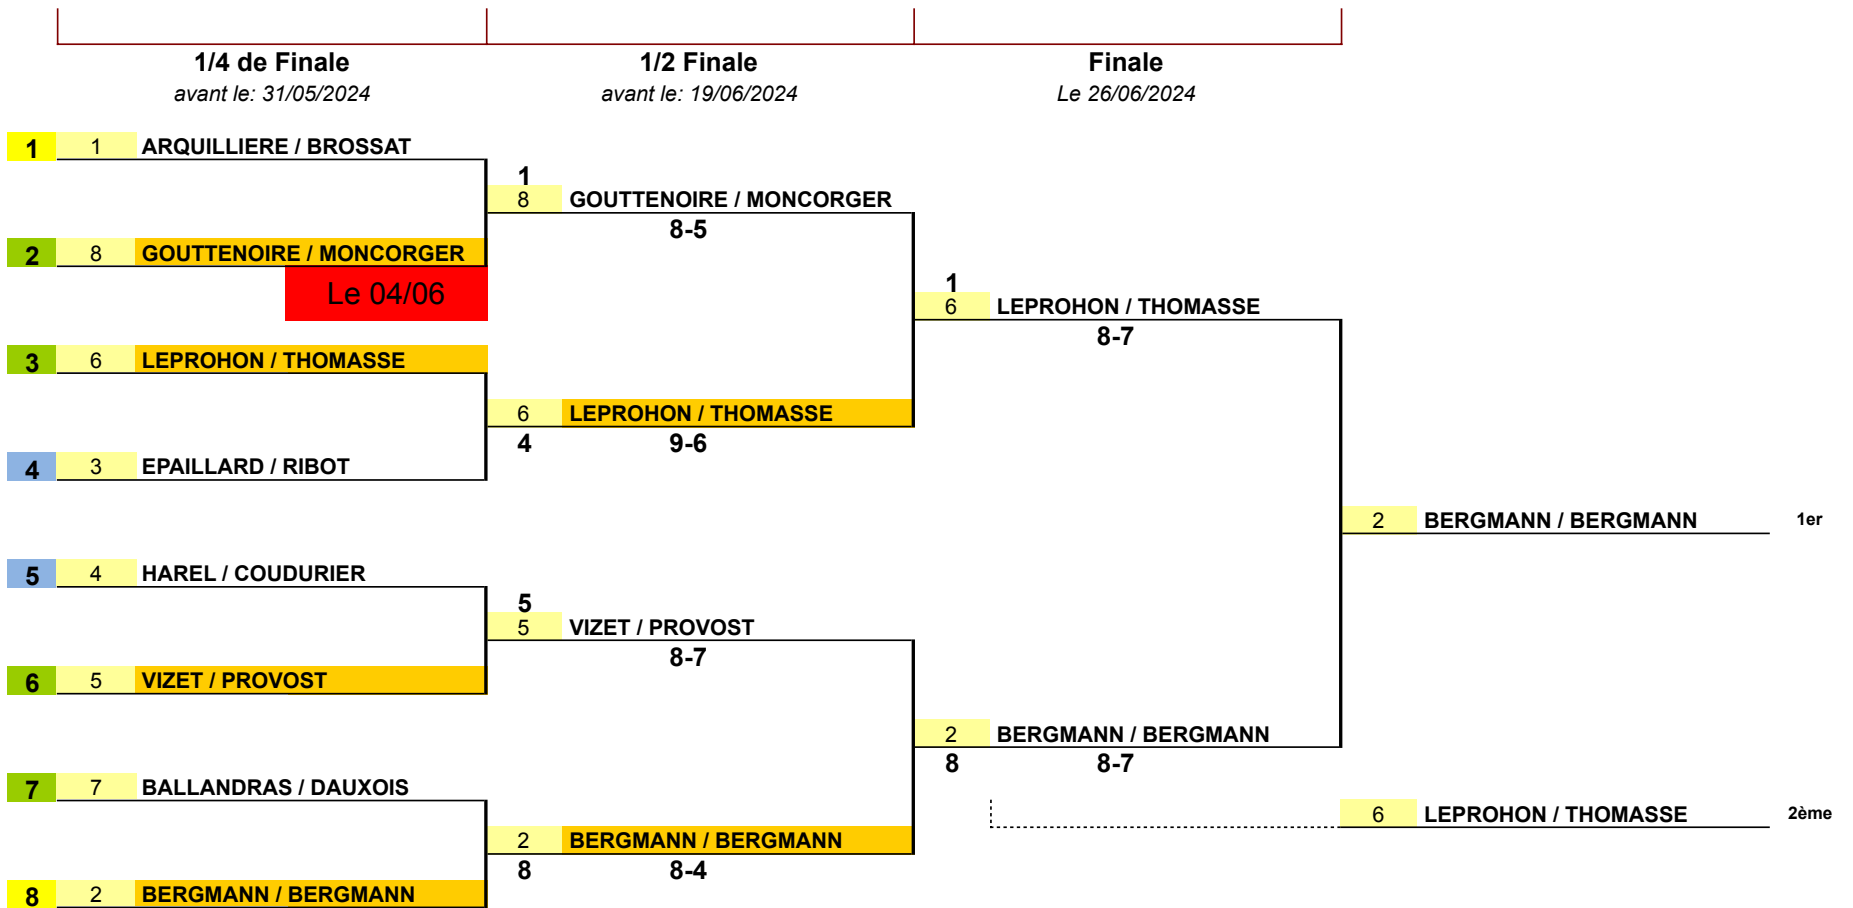 1/4 de Finale 1/2 Finale Finale
avant le: 31/05/2024 avant le: 19/06/2024 Le 26/06/2024
1 1 ARQUILLIERE / BROSSAT
1
8 GOUTTENOIRE / MONCORGER
8-5
2 8 GOUTTENOIRE / MONCORGER
Le 04/06
1
6 LEPROHON / THOMASSE
8-7
3 6 LEPROHON / THOMASSE
6 LEPROHON / THOMASSE
4 9-6
4 3 EPAILLARD / RIBOT
2 BERGMANN / BERGMANN 1er
5 4 HAREL / COUDURIER
5
5 VIZET / PROVOST
8-7
6 5 VIZET / PROVOST
2 BERGMANN / BERGMANN
8 8-7
7 7 BALLANDRAS / DAUXOIS
6 LEPROHON / THOMASSE 2ème
2 BERGMANN / BERGMANN
8 8-4
8 2 BERGMANN / BERGMANN